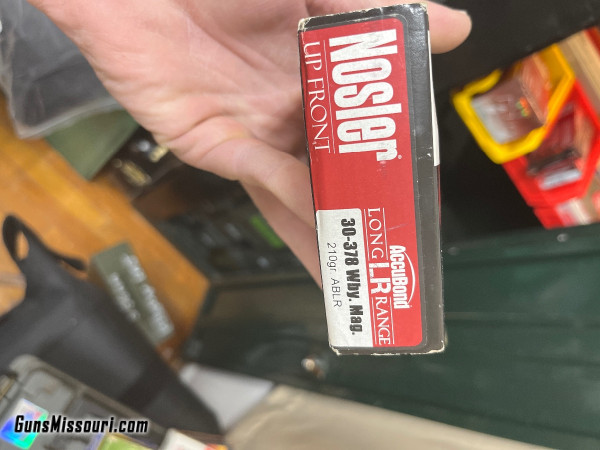 Nosler®
UP FRONT
AccuBond
LONG LR RANGE
30-378 Wby. Mag.
210gr. ABLR
GunsMissouri.com